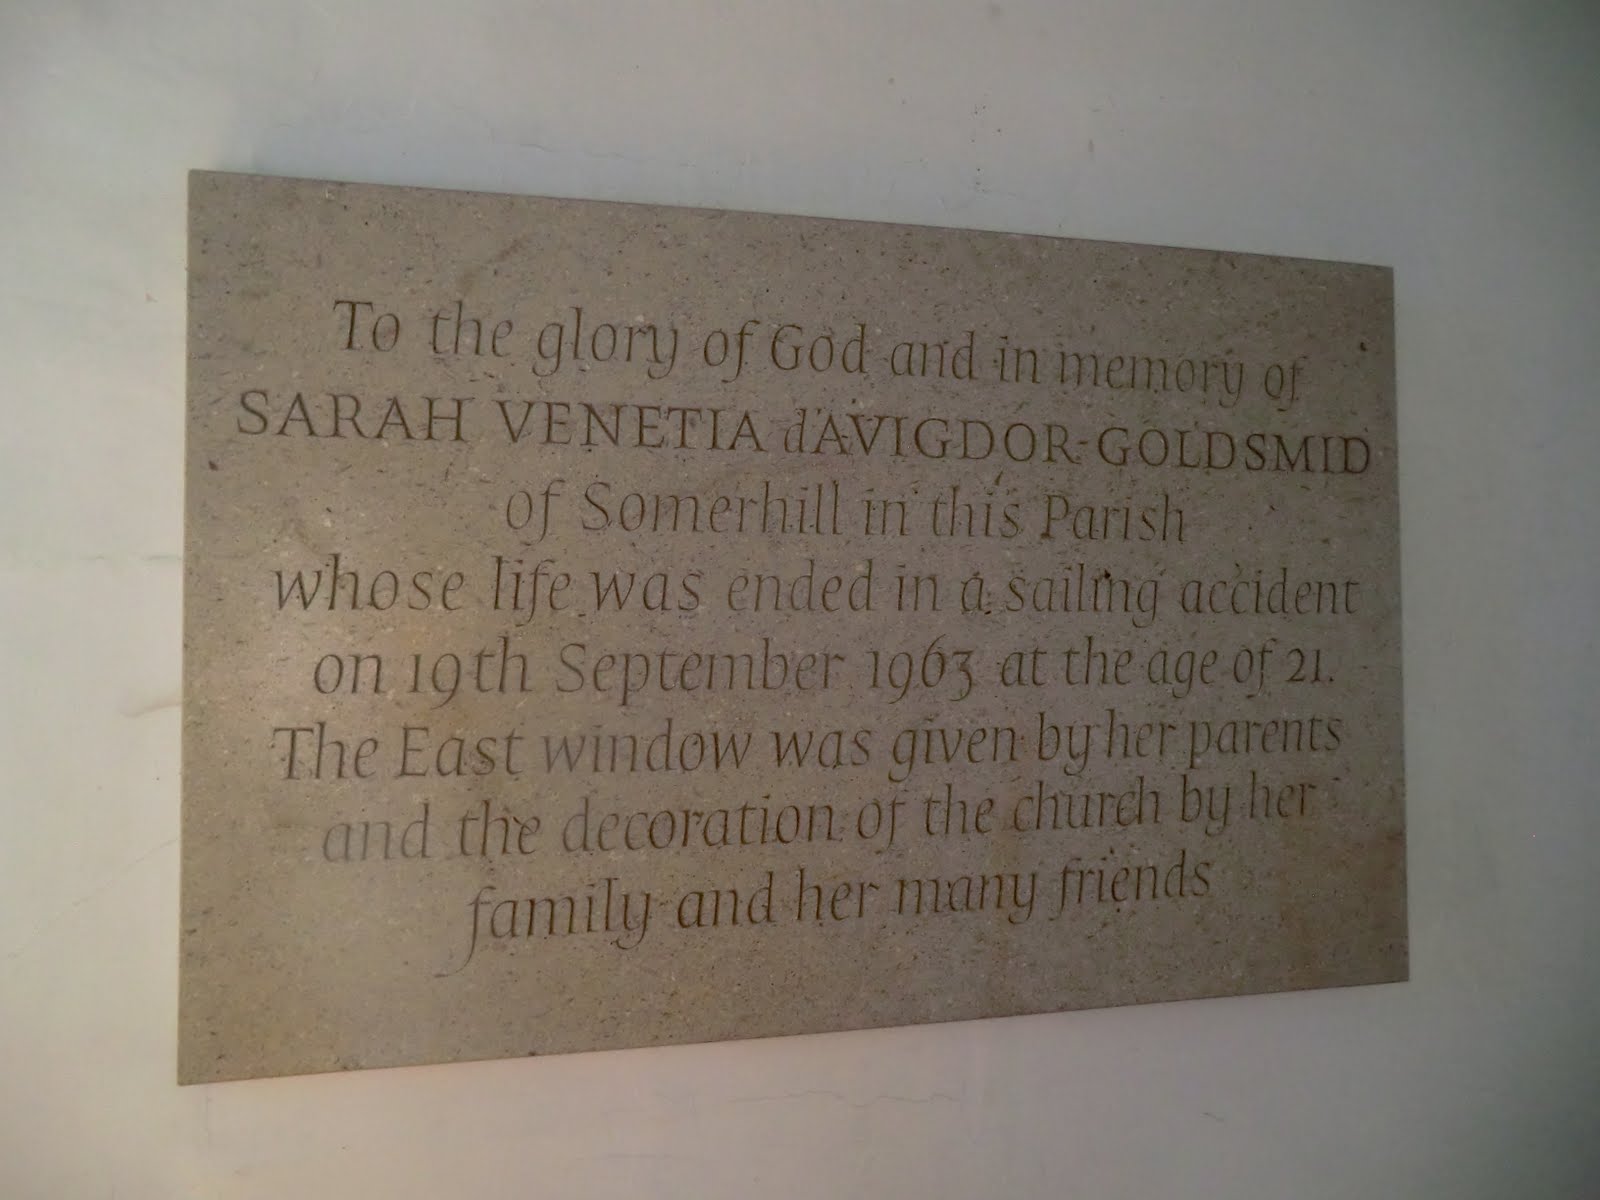 To the glory of God and in memory of
SARAH VENETIA d'AVIGDOR-GOLDSMID
of Somerhill in this Parish
whose life was ended in a sailing accident
on 19th September 1963 at the age of 21.
The East window was given by her parents
and the decoration of the church by her
family and her many friends